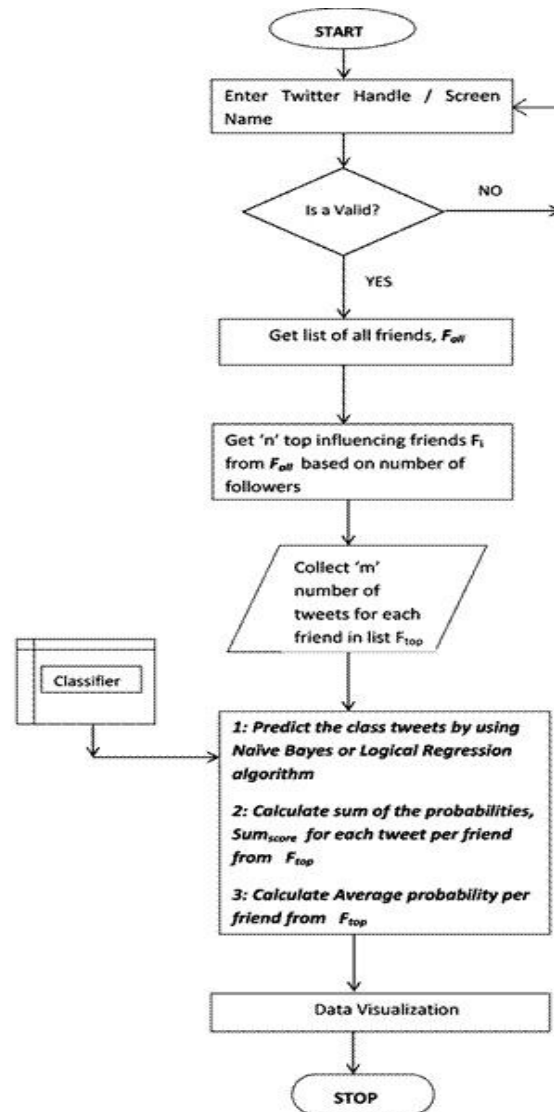 START
Enter Twitter Handle / Screen
Name
Is a Valid?
NO
YES
Get list of all friends, Fall
Get 'n' top influencing friends Fi
from Fall based on number of
followers
Collect 'm'
number of
tweets for each
friend in list Ftop
Classifier
1: Predict the class tweets by using
Naïve Bayes or Logical Regression
algorithm
2: Calculate sum of the probabilities,
Sumscore for each tweet per friend
from Ftop
3: Calculate Average probability per
friend from Ftop
Data Visualization
STOP